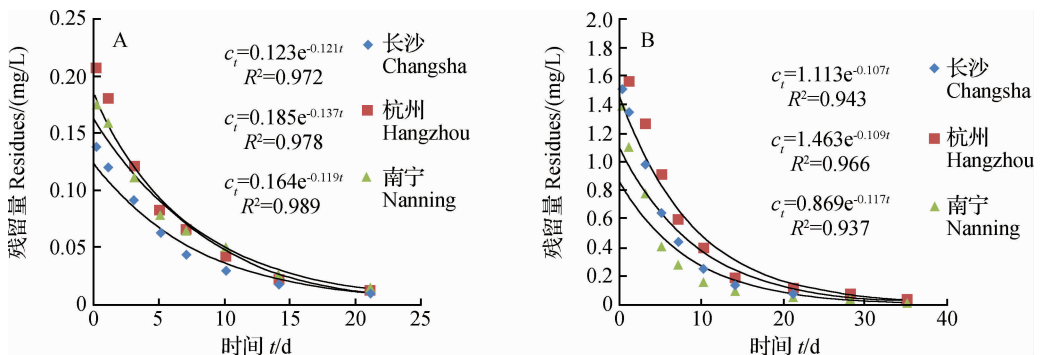 残留量 Residues/(mg/L)
0.25
0.20
0.15
0.10
0.05
0
A
cₜ=0.123e⁻⁰·¹²¹ᵗ
R²=0.972
长沙
Changsha
cₜ=0.185e⁻⁰·¹³⁷ᵗ
R²=0.978
杭州
Hangzhou
cₜ=0.164e⁻⁰·¹¹⁹ᵗ
R²=0.989
南宁
Nanning
0 5 10 15 20 25
时间 t/d
残留量 Residues/(mg/L)
2.0
1.8
1.6
1.4
1.2
1.0
0.8
0.6
0.4
0.2
0
B
cₜ=1.113e⁻⁰·¹⁰⁷ᵗ
R²=0.943
长沙
Changsha
cₜ=1.463e⁻⁰·¹⁰⁹ᵗ
R²=0.966
杭州
Hangzhou
cₜ=0.869e⁻⁰·¹¹⁷ᵗ
R²=0.937
南宁
Nanning
0 10 20 30 40
时间 t/d